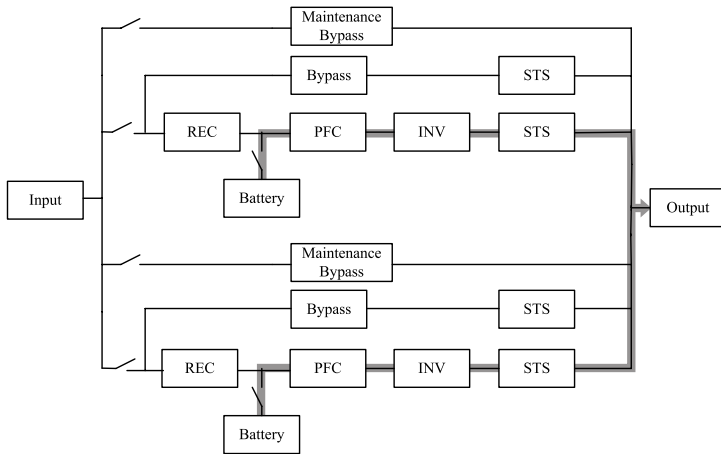 Maintenance
Bypass
Bypass
STS
REC
PFC
INV
STS
Battery
Input
Output
Maintenance
Bypass
Bypass
STS
REC
PFC
INV
STS
Battery